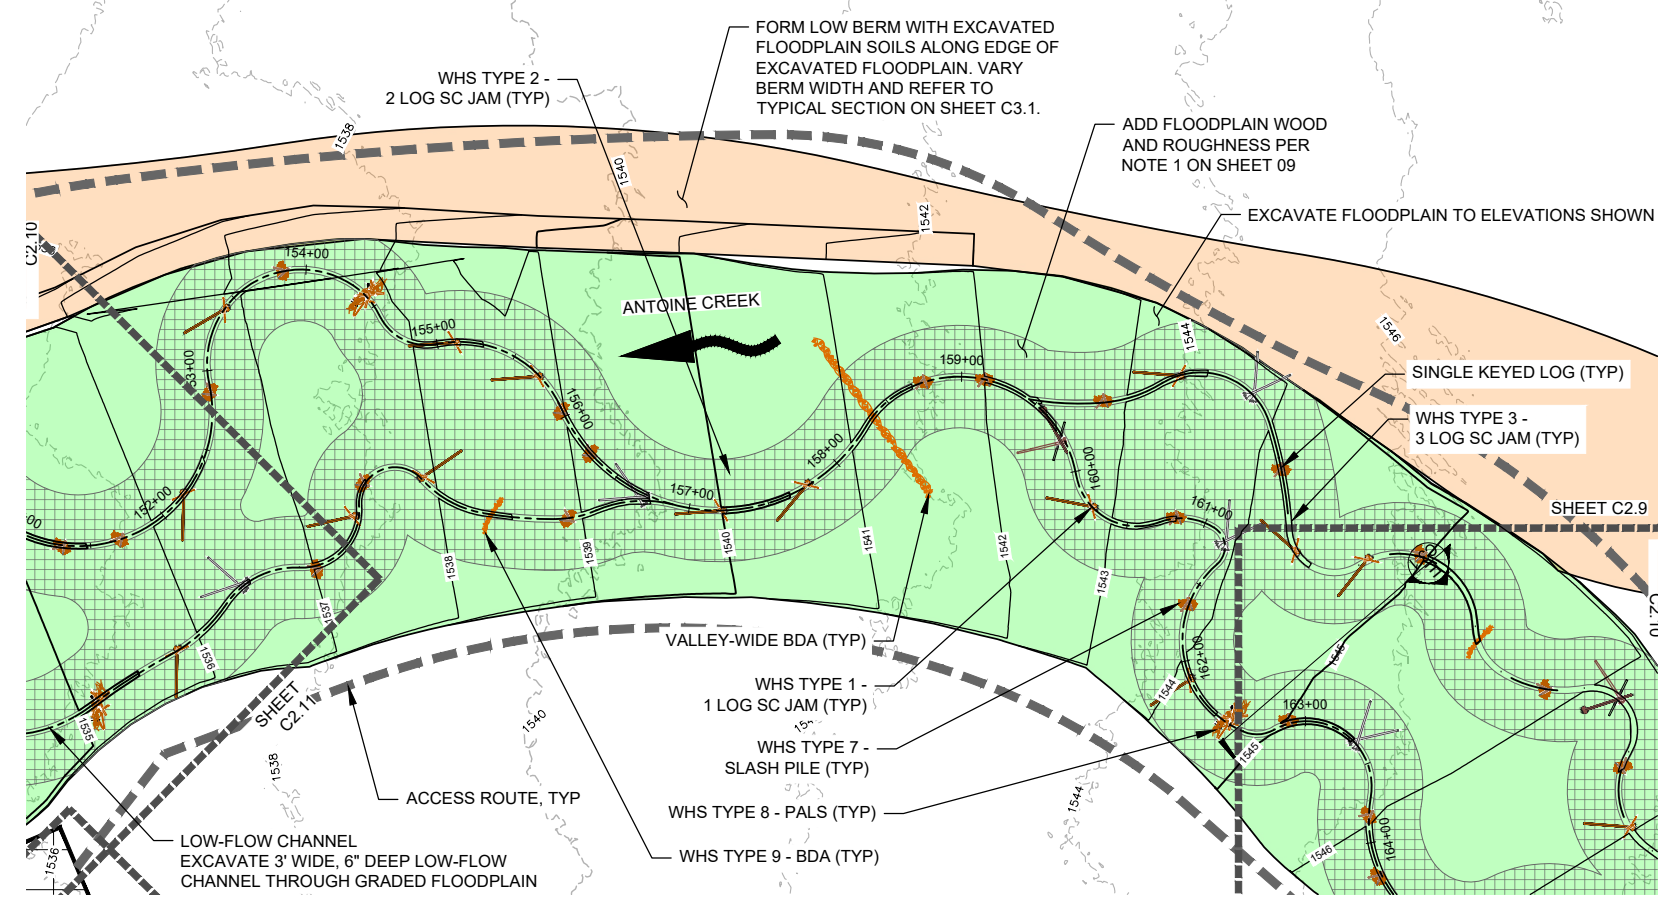 FORM LOW BERM WITH EXCAVATED
FLOODPLAIN SOILS ALONG EDGE OF
EXCAVATED FLOODPLAIN. VARY
BERM WIDTH AND REFER TO
TYPICAL SECTION ON SHEET C3.1.
WHS TYPE 2 -
2 LOG SC JAM (TYP)
ADD FLOODPLAIN WOOD
AND ROUGHNESS PER
NOTE 1 ON SHEET 09
EXCAVATE FLOODPLAIN TO ELEVATIONS SHOWN
1538
1540
1542
1544
1546
C2.10
154+00
ANTOINE CREEK
155+00
156+00
159+00
SINGLE KEYED LOG (TYP)
WHS TYPE 3 -
3 LOG SC JAM (TYP)
152+00
157+00
158+00
160+00
161+00
SHEET C2.9
1538
1539
1540
1541
1542
1543
1537
1536
1535
C2.10
VALLEY-WIDE BDA (TYP)
162+00
1545
1544
WHS TYPE 1 -
1 LOG SC JAM (TYP)
SHEET
C2.11
1540
163+00
WHS TYPE 7 -
SLASH PILE (TYP)
1545
1538
ACCESS ROUTE, TYP
1544
WHS TYPE 8 - PALS (TYP)
164+00
1546
LOW-FLOW CHANNEL
EXCAVATE 3' WIDE, 6" DEEP LOW-FLOW
CHANNEL THROUGH GRADED FLOODPLAIN
WHS TYPE 9 - BDA (TYP)
1536